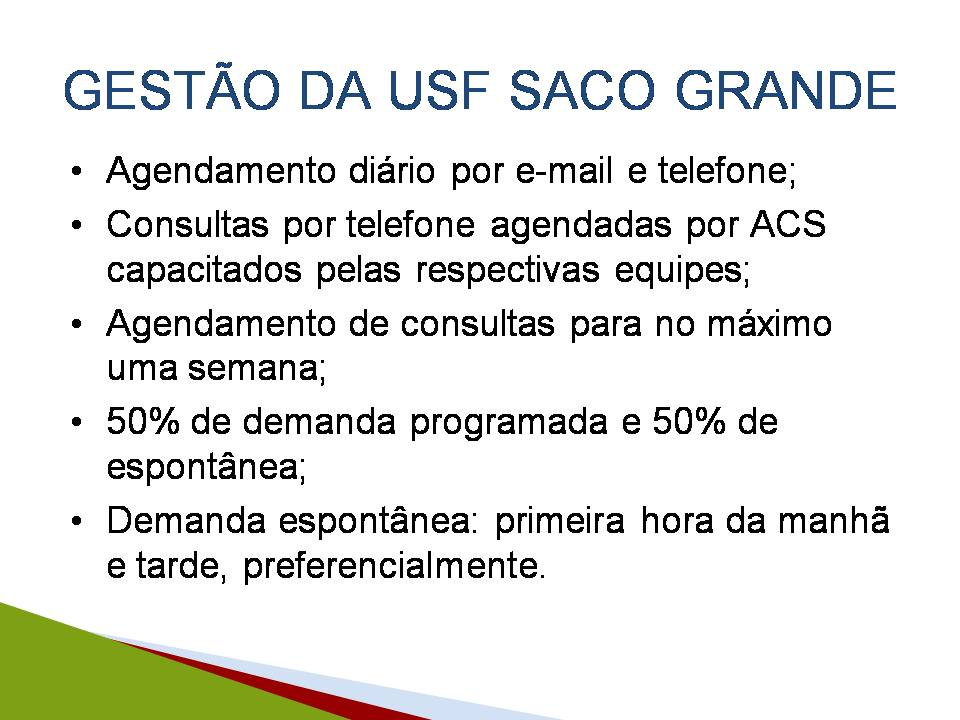 GESTÃO DA USF SACO GRANDE
• Agendamento diário por e-mail e telefone;
• Consultas por telefone agendadas por ACS
capacitados pelas respectivas equipes;
• Agendamento de consultas para no máximo
uma semana;
• 50% de demanda programada e 50% de
espontânea;
• Demanda espontânea: primeira hora da manhã
e tarde, preferencialmente.